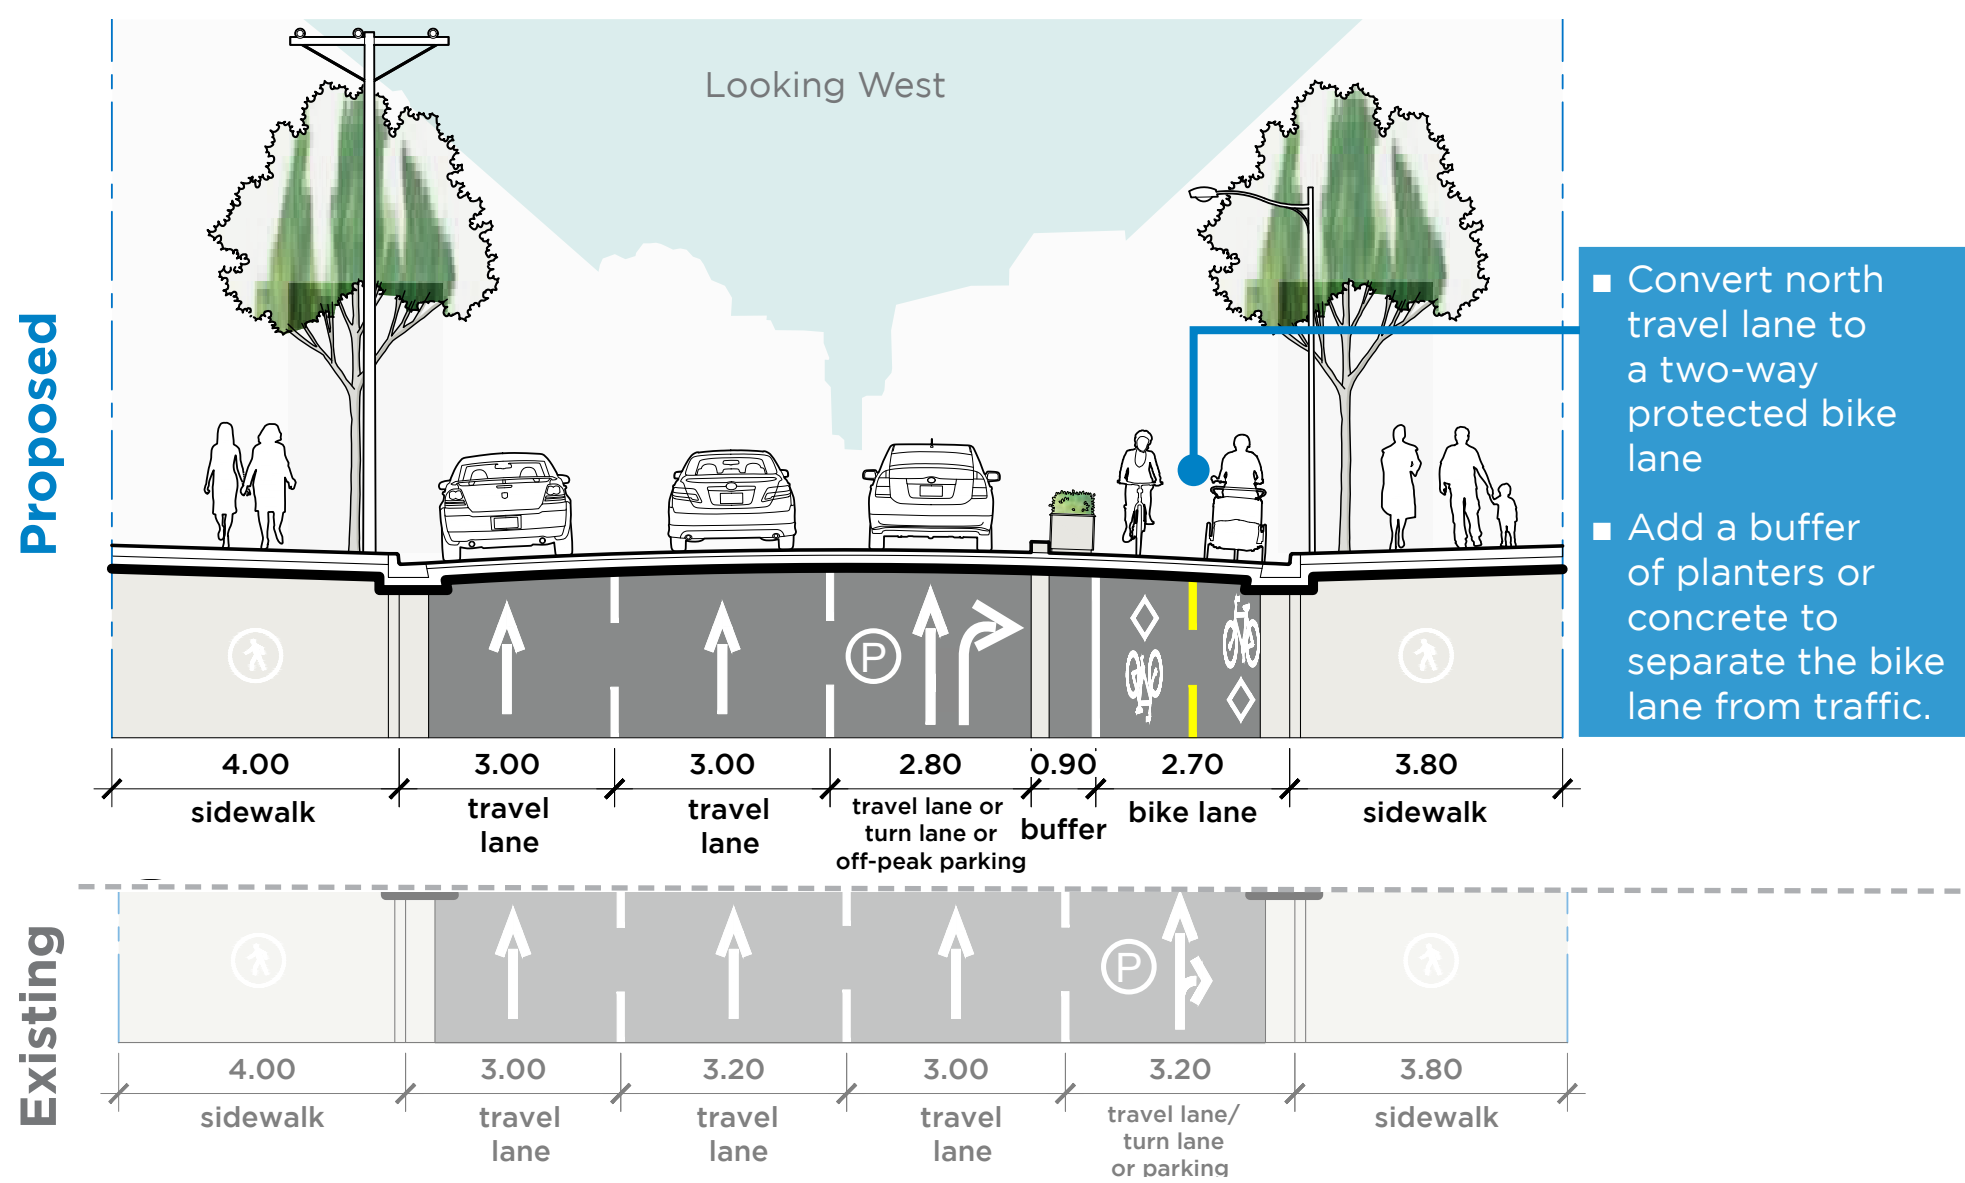 Looking West
Proposed
■ Convert north
travel lane to
a two-way
protected bike
lane
■ Add a buffer
of planters or
concrete to
separate the bike
lane from traffic.
P
4.00 3.00 3.00 2.80 0.90 2.70 3.80
sidewalk
travel
lane
travel
lane
travel lane or
turn lane or
off-peak parking
buffer
bike lane
sidewalk
Existing
P
4.00 3.00 3.20 3.00 3.20 3.80
sidewalk
travel
lane
travel
lane
travel
lane
travel lane/
turn lane
or parking
sidewalk